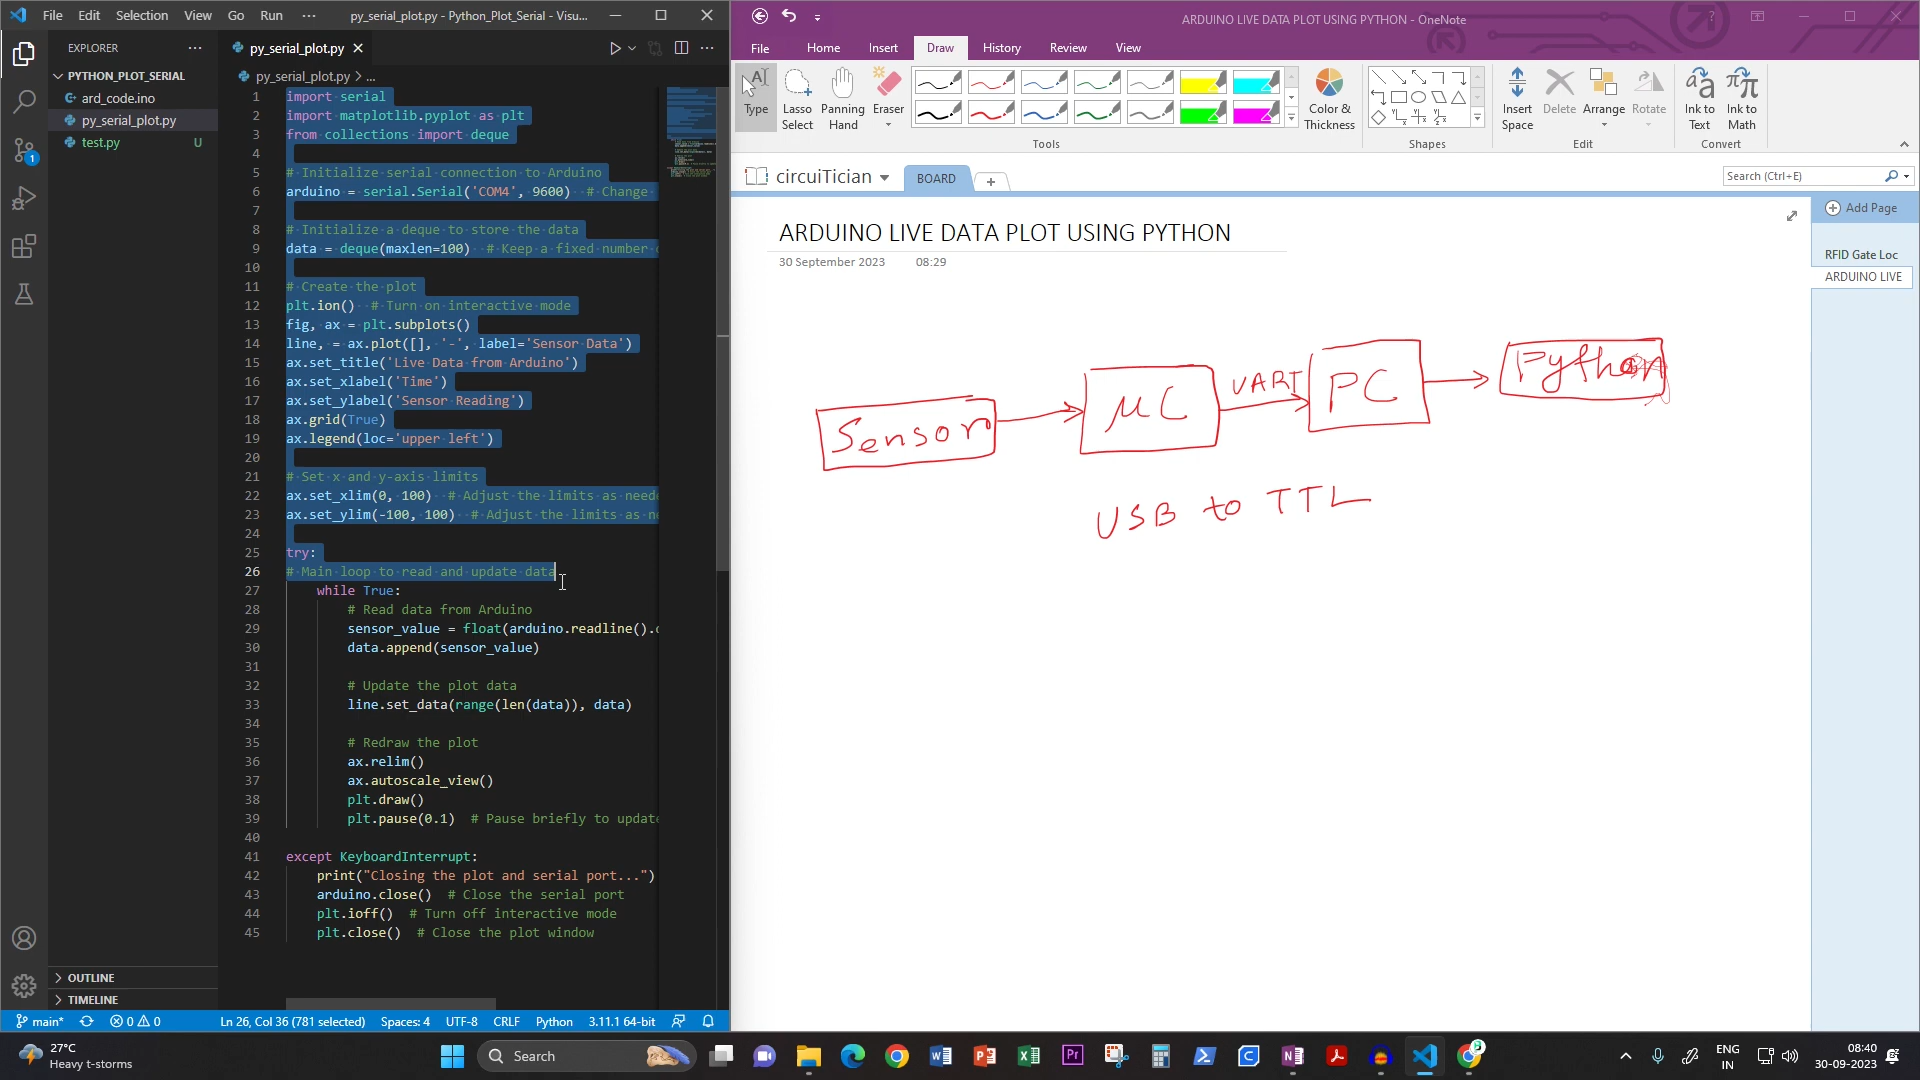 File Edit Selection View Go Run ··· py_serial_plot.py - Python_Plot_Serial - Visu...
EXPLORER
PYTHON_PLOT_SERIAL
ard_code.ino
py_serial_plot.py
test.py U
1
py_serial_plot.py
py_serial_plot.py > ...
1 import serial
2 import matplotlib.pyplot as plt
3 from collections import deque
4
5 # Initialize serial connection to Arduino
6 arduino = serial.Serial('COM4', 9600)  # Change
7
8 # Initialize a deque to store the data
9 data = deque(maxlen=100)  # Keep a fixed number
10
11 # Create the plot
12 plt.ion()  # Turn on interactive mode
13 fig, ax = plt.subplots()
14 line, = ax.plot([], '-', label='Sensor Data')
15 ax.set_title('Live Data from Arduino')
16 ax.set_xlabel('Time')
17 ax.set_ylabel('Sensor Reading')
18 ax.grid(True)
19 ax.legend(loc='upper left')
20
21 # Set x and y-axis limits
22 ax.set_xlim(0, 100)  # Adjust the limits as neede
23 ax.set_ylim(-100, 100)  # Adjust the limits as n
24
25 try:
26 # Main loop to read and update data
27     while True:
28         # Read data from Arduino
29         sensor_value = float(arduino.readline().
30         data.append(sensor_value)
31
32         # Update the plot data
33         line.set_data(range(len(data)), data)
34
35         # Redraw the plot
36         ax.relim()
37         ax.autoscale_view()
38         plt.draw()
39         plt.pause(0.1)  # Pause briefly to update
40
41 except KeyboardInterrupt:
42     print("Closing the plot and serial port...")
43     arduino.close()  # Close the serial port
44     plt.ioff()  # Turn off interactive mode
45     plt.close()  # Close the plot window
OUTLINE
TIMELINE
main* 0 0 Ln 26, Col 36 (781 selected) Spaces: 4 UTF-8 CRLF Python 3.11.1 64-bit
ARDUINO LIVE DATA PLOT USING PYTHON - OneNote
File Home Insert Draw History Review View
Type
Lasso Select
Panning Hand
Eraser
Color & Thickness
Insert Space
Delete
Arrange
Rotate
Ink to Text
Ink to Math
Tools Shapes Edit Convert
circuiTician BOARD
Search (Ctrl+E)
Add Page
RFID Gate Loc
ARDUINO LIVE
ARDUINO LIVE DATA PLOT USING PYTHON
30 September 2023 08:29
Sensor
μC
UART
PC
Python
USB to TTL
27°C
Heavy t-storms
Search
ENG
IN
08:40
30-09-2023